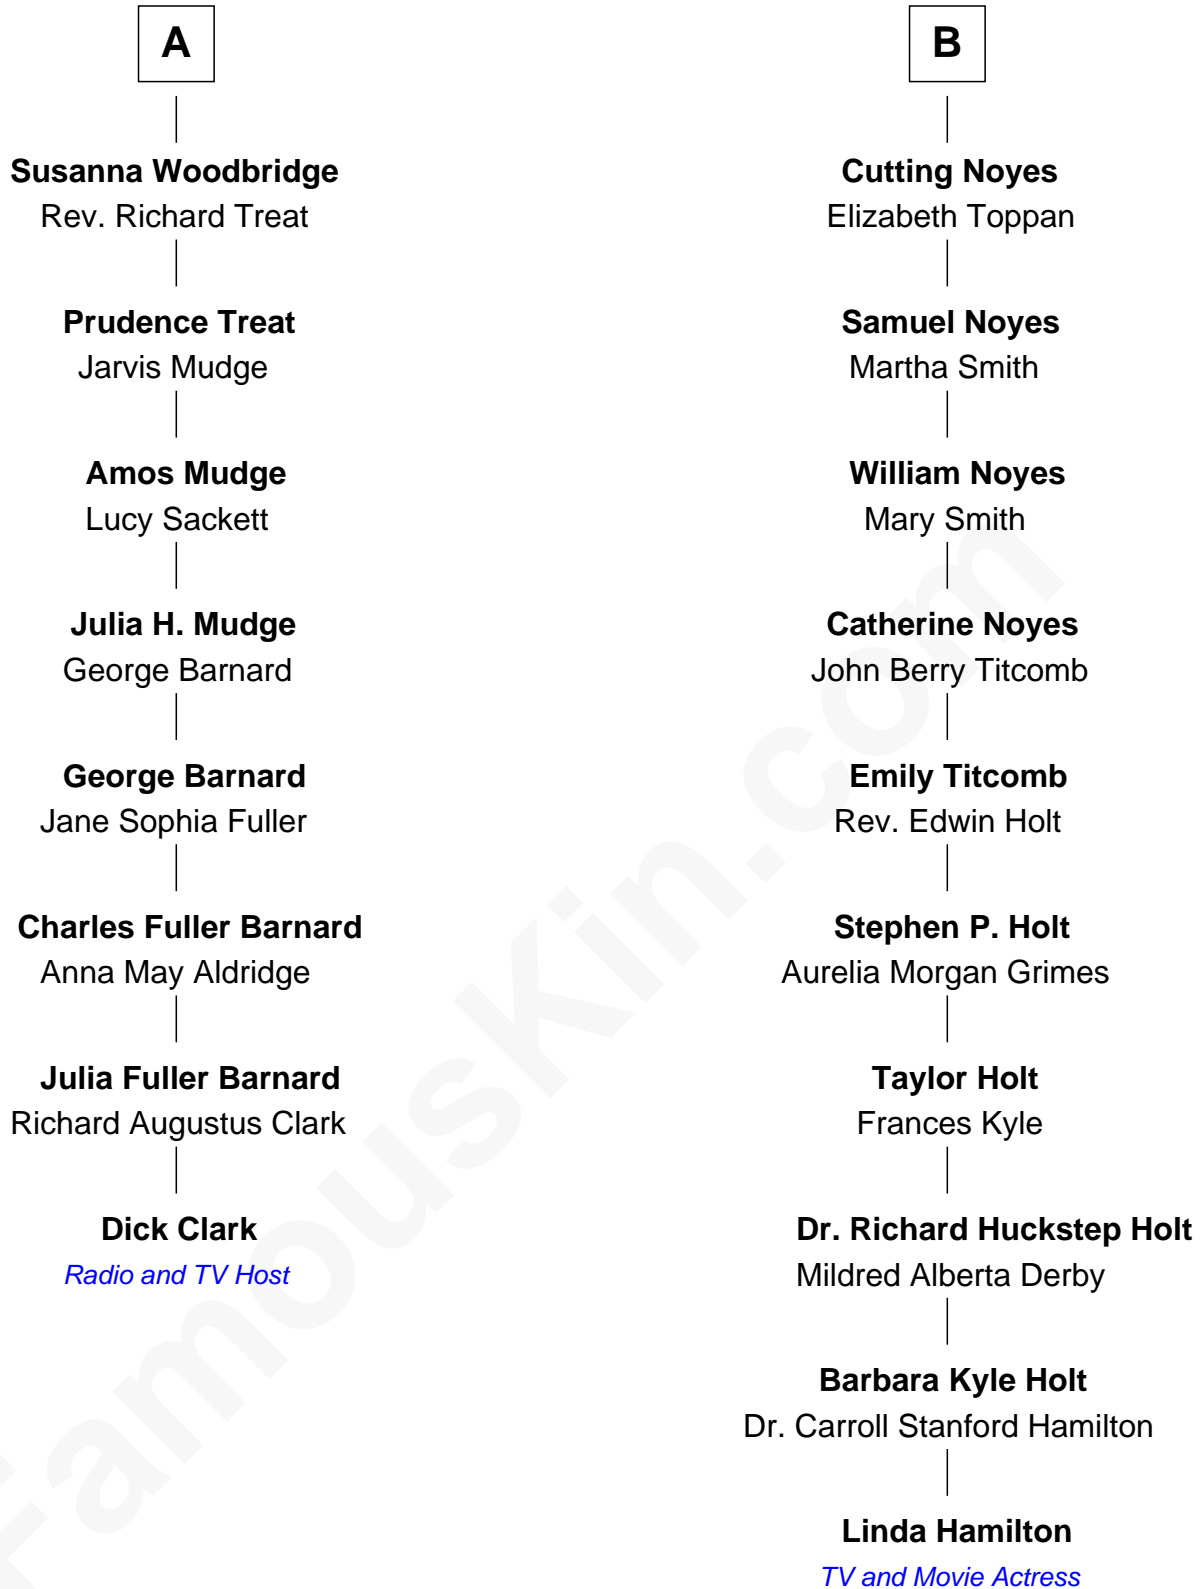 A
Susanna Woodbridge
Rev. Richard Treat
Prudence Treat
Jarvis Mudge
Amos Mudge
Lucy Sackett
Julia H. Mudge
George Barnard
George Barnard
Jane Sophia Fuller
Charles Fuller Barnard
Anna May Aldridge
Julia Fuller Barnard
Richard Augustus Clark
Dick Clark
Radio and TV Host
B
Cutting Noyes
Elizabeth Toppan
Samuel Noyes
Martha Smith
William Noyes
Mary Smith
Catherine Noyes
John Berry Titcomb
Emily Titcomb
Rev. Edwin Holt
Stephen P. Holt
Aurelia Morgan Grimes
Taylor Holt
Frances Kyle
Dr. Richard Huckstep Holt
Mildred Alberta Derby
Barbara Kyle Holt
Dr. Carroll Stanford Hamilton
Linda Hamilton
TV and Movie Actress
FamousKin.com